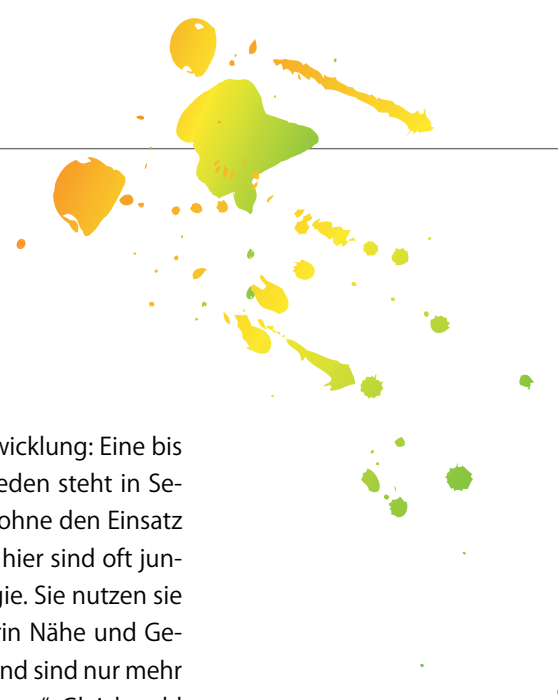 wicklung: Eine bis
eden steht in Se-
ohne den Einsatz
hier sind oft jun-
gie. Sie nutzen sie
rin Nähe und Ge-
nd sind nur mehr